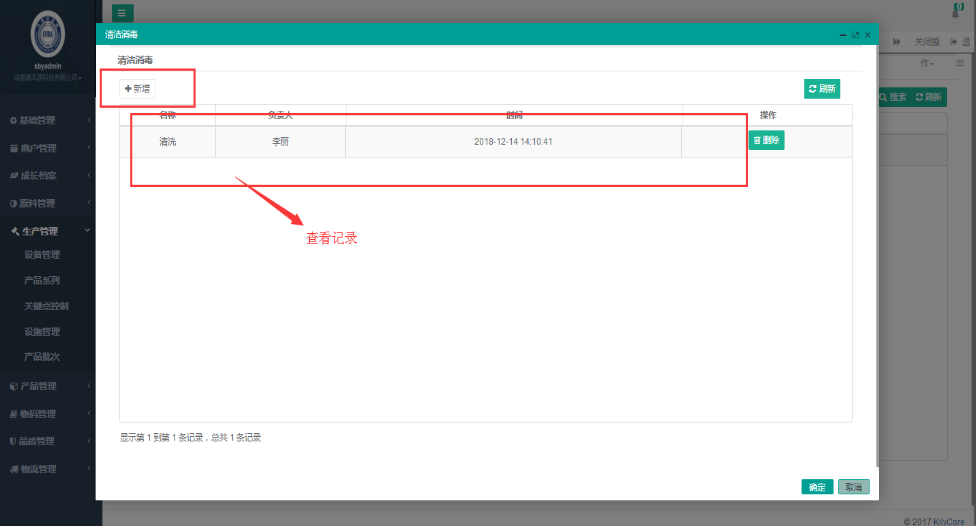 sbyadmin
清洁消毒
关闭操作
清洁消毒
新增
刷新
搜索
刷新
名称
负责人
时间
操作
清洗
李丽
2018-12-14 14:10:41
删除
查看记录
基础管理
商户管理
成长档案
原料管理
生产管理
设备管理
产品系列
关键点控制
设施管理
产品批次
产品管理
物码管理
品质管理
物流管理
显示第 1 到第 1 条记录，总共 1 条记录
确定
取消
© 2017 KilyCore.